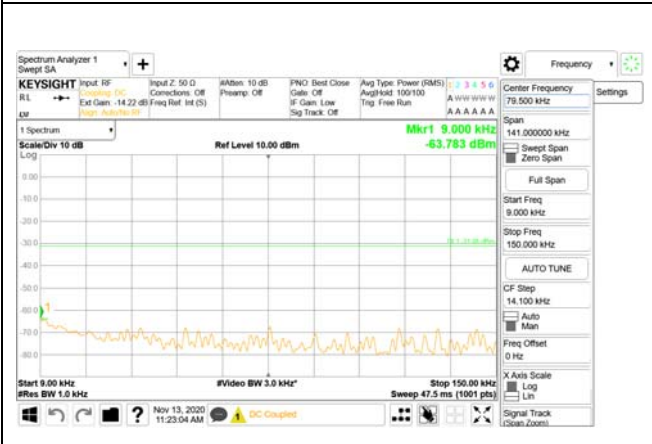 Spectrum Analyzer 1
Swept SA
Frequency
KEYSIGHT
RL
Input: RF
Coupling: DC
Ext Gain: -14.22 dB
Align: Auto/No RF
Input Z: 50 Ω
Corrections: Off
Freq Ref: Int (S)
#Atten: 10 dB
Preamp: Off
PNO: Best Close
Gate: Off
IF Gain: Low
Sig Track: Off
Avg Type: Power (RMS)
Avg|Hold: 100/100
Trig: Free Run
1 2 3 4 5 6
A W W W W W
A A A A A A
1 Spectrum
Scale/Div 10 dB
Ref Level 10.00 dBm
Mkr1 9.000 kHz
-63.783 dBm
Log
0.00
-10.0
-20.0
-30.0
-40.0
-50.0
-60.0
-70.0
-80.0
1
Start 9.00 kHz
#Res BW 1.0 kHz
#Video BW 3.0 kHz*
Stop 150.00 kHz
Sweep 47.5 ms (1001 pts)
Nov 13, 2020
11:23:04 AM
DC Coupled
Center Frequency
79.500 kHz
Settings
Span
141.000000 kHz
Swept Span
Zero Span
Full Span
Start Freq
9.000 kHz
Stop Freq
150.000 kHz
AUTO TUNE
CF Step
14.100 kHz
Auto
Man
Freq Offset
0 Hz
X Axis Scale
Log
Lin
Signal Track
(Span Zoom)